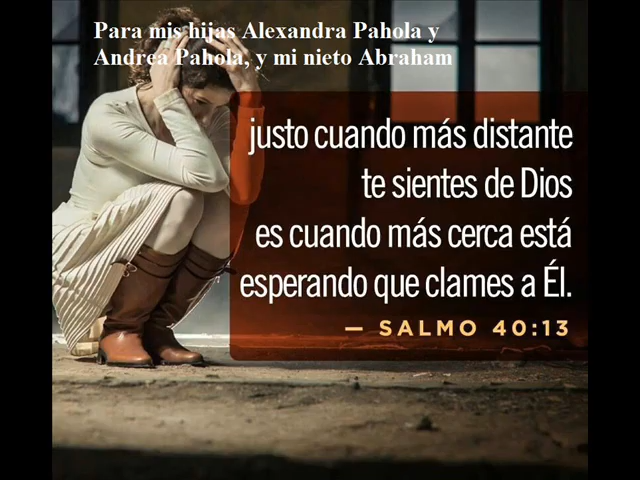 Para mis hijas Alexandra Pahola y
Andrea Pahola, y mi nieto Abraham
justo cuando más distante
te sientes de Dios
es cuando más cerca está
esperando que clames a Él.
— SALMO 40:13